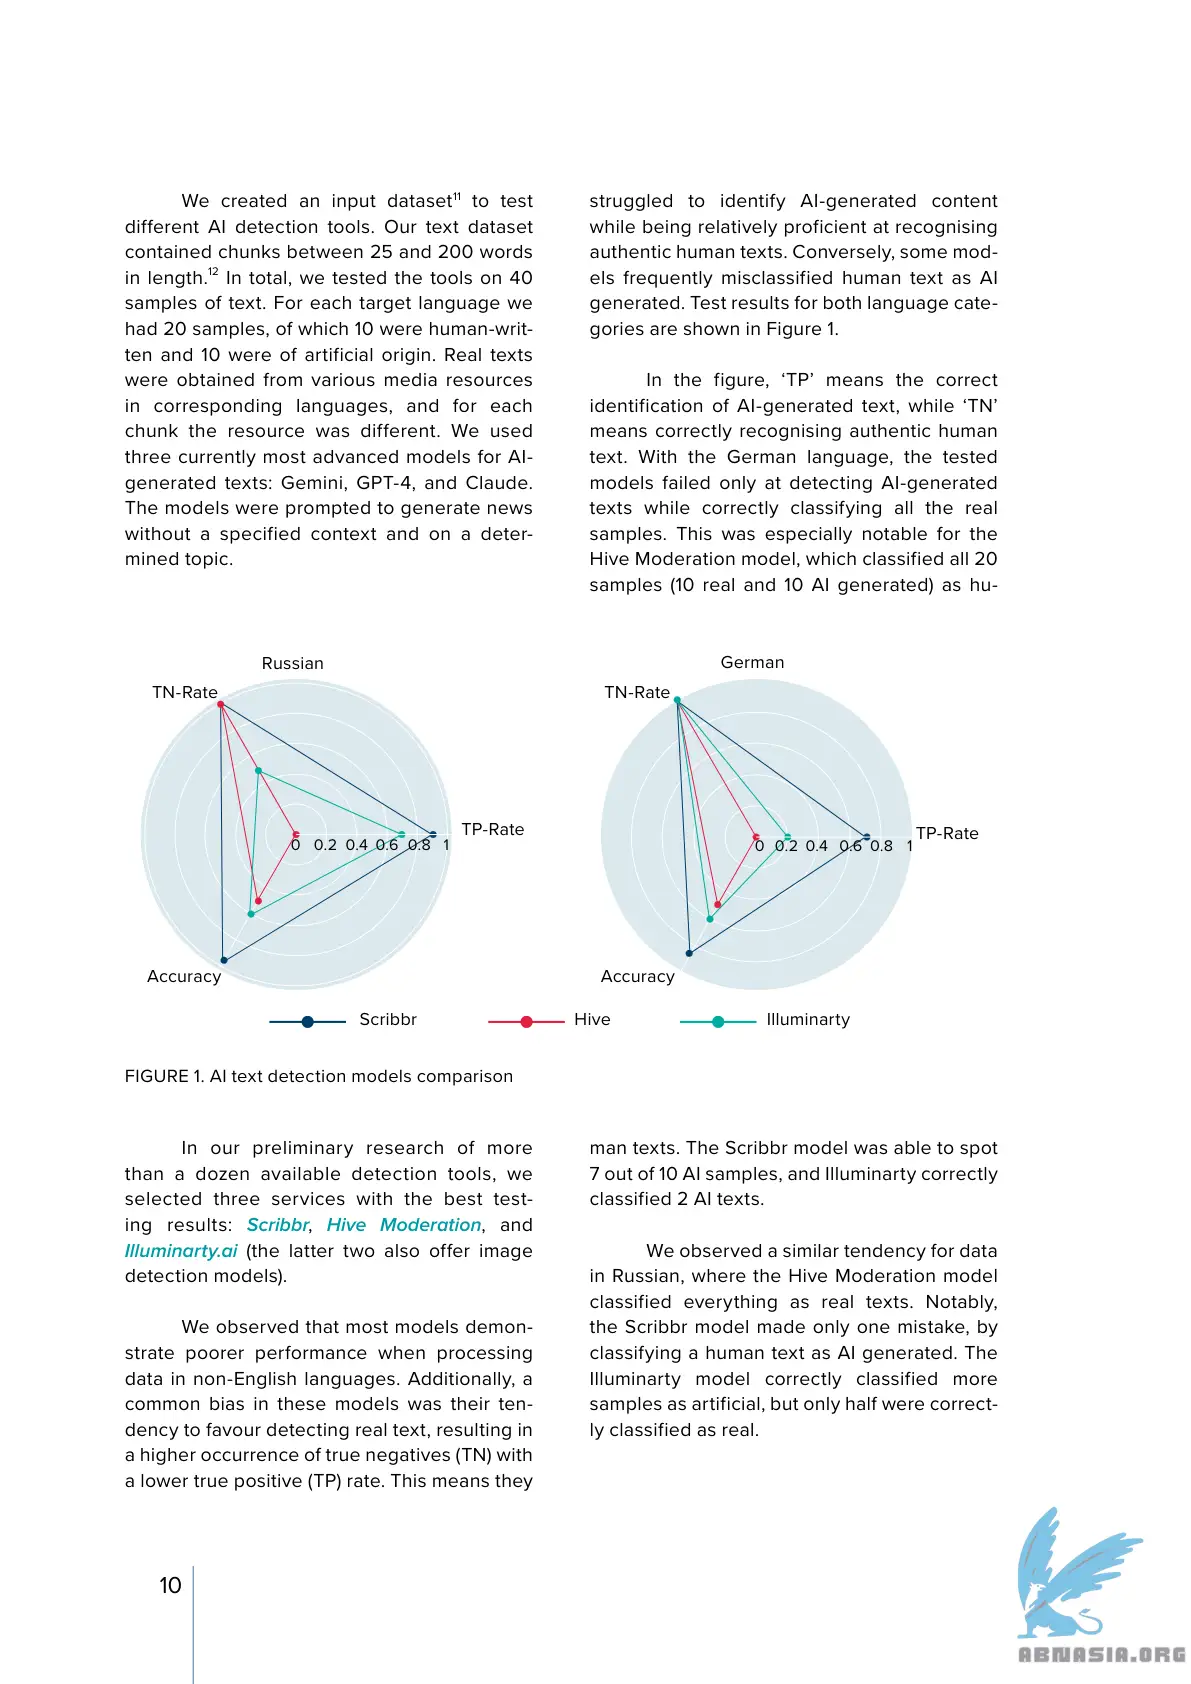 We created an input dataset¹¹ to test
different AI detection tools. Our text dataset
contained chunks between 25 and 200 words
in length.¹² In total, we tested the tools on 40
samples of text. For each target language we
had 20 samples, of which 10 were human-writ-
ten and 10 were of artificial origin. Real texts
were obtained from various media resources
in corresponding languages, and for each
chunk the resource was different. We used
three currently most advanced models for AI-
generated texts: Gemini, GPT-4, and Claude.
The models were prompted to generate news
without a specified context and on a deter-
mined topic.
struggled to identify AI-generated content
while being relatively proficient at recognising
authentic human texts. Conversely, some mod-
els frequently misclassified human text as AI
generated. Test results for both language cate-
gories are shown in Figure 1.
In the figure, ‘TP’ means the correct
identification of AI-generated text, while ‘TN’
means correctly recognising authentic human
text. With the German language, the tested
models failed only at detecting AI-generated
texts while correctly classifying all the real
samples. This was especially notable for the
Hive Moderation model, which classified all 20
samples (10 real and 10 AI generated) as hu-
Russian
TN-Rate
TP-Rate
0 0.2 0.4 0.6 0.8 1
Accuracy
German
TN-Rate
TP-Rate
0 0.2 0.4 0.6 0.8 1
Accuracy
Scribbr Hive Illuminarty
FIGURE 1. AI text detection models comparison
In our preliminary research of more
than a dozen available detection tools, we
selected three services with the best test-
ing results: Scribbr, Hive Moderation, and
Illuminarty.ai (the latter two also offer image
detection models).
We observed that most models demon-
strate poorer performance when processing
data in non-English languages. Additionally, a
common bias in these models was their ten-
dency to favour detecting real text, resulting in
a higher occurrence of true negatives (TN) with
a lower true positive (TP) rate. This means they
man texts. The Scribbr model was able to spot
7 out of 10 AI samples, and Illuminarty correctly
classified 2 AI texts.
We observed a similar tendency for data
in Russian, where the Hive Moderation model
classified everything as real texts. Notably,
the Scribbr model made only one mistake, by
classifying a human text as AI generated. The
Illuminarty model correctly classified more
samples as artificial, but only half were correct-
ly classified as real.
10
ABNASIA.ORG